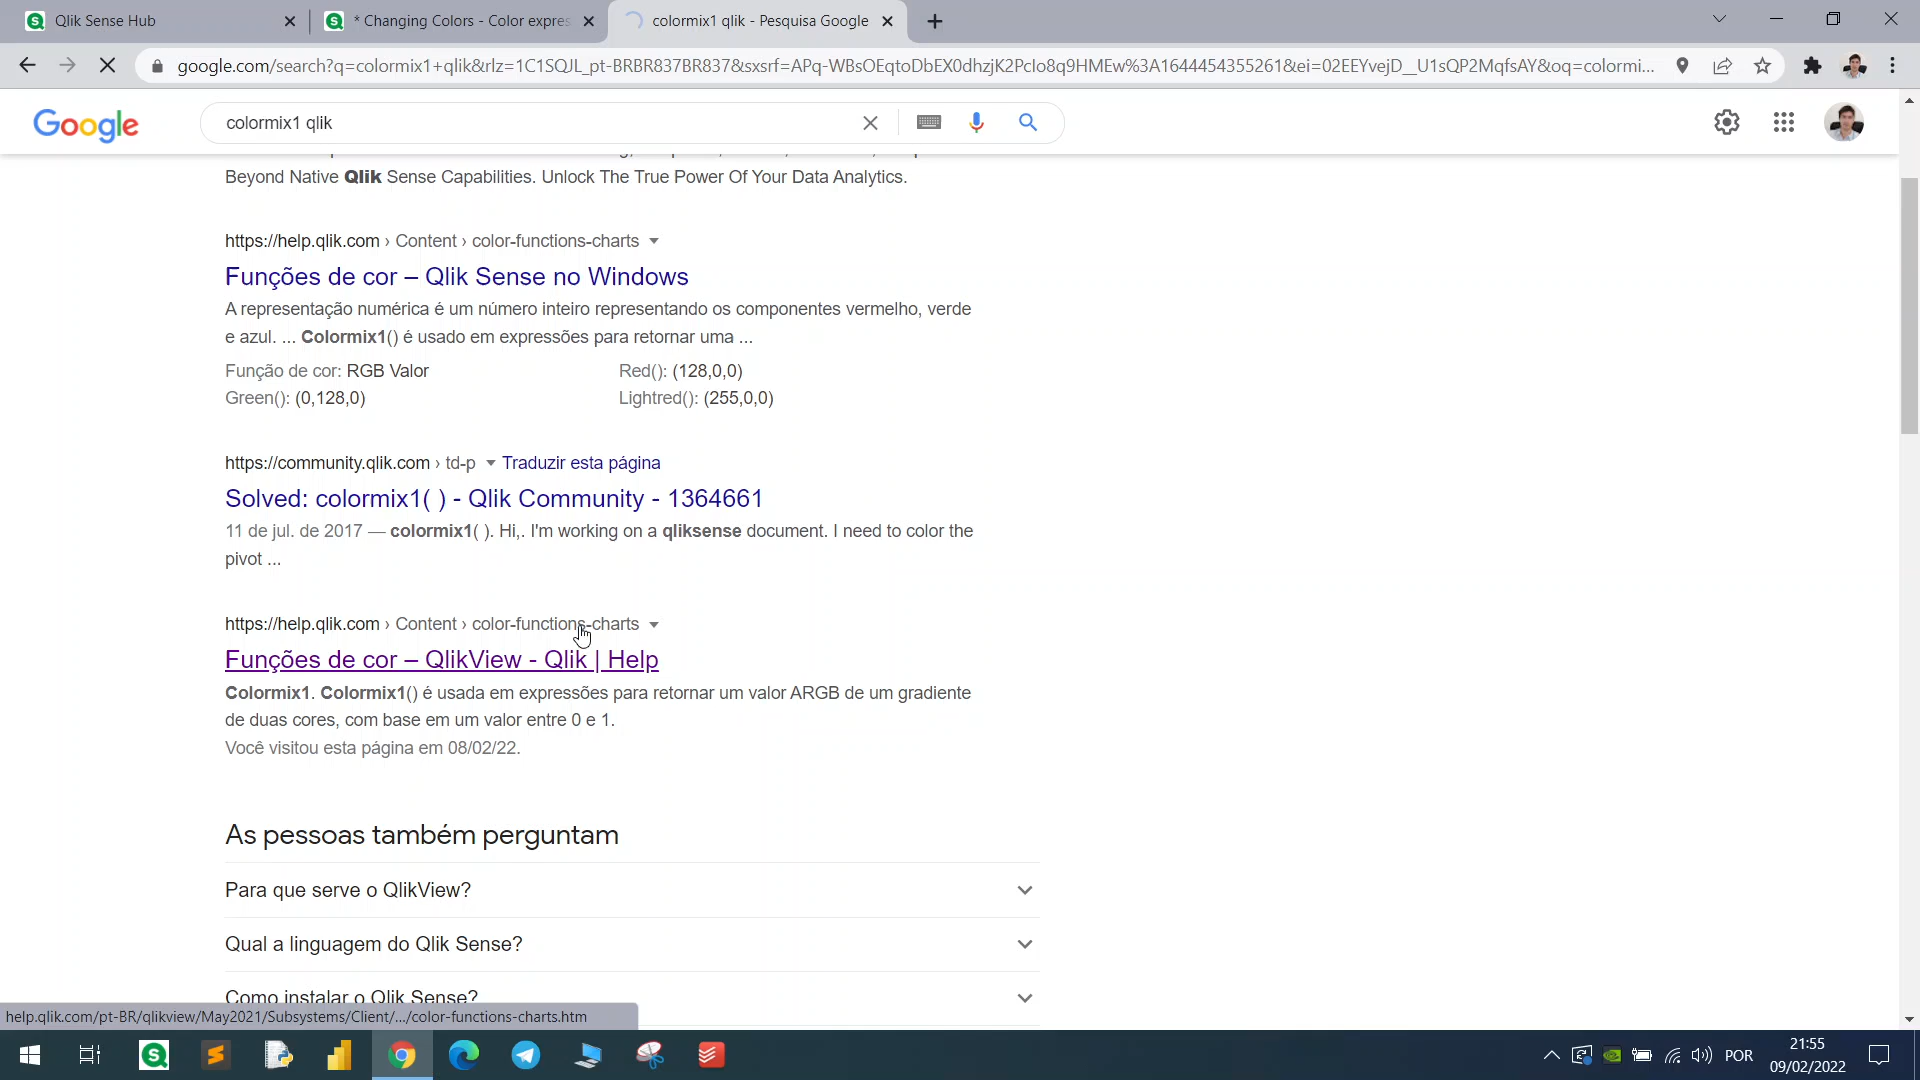 Qlik Sense Hub
* Changing Colors - Color expres
colormix1 qlik - Pesquisa Google
google.com/search?q=colormix1+qlik&rlz=1C1SQJL_pt-BRBR837BR837&sxsrf=APq-WBsOEqtoDbEX0dhzjK2PcIo8q9HMEw%3A1644454355261&ei=02EEYvejD__U1sQP2MqfsAY&oq=colormi...
Google
colormix1 qlik
Beyond Native Qlik Sense Capabilities. Unlock The True Power Of Your Data Analytics.
https://help.qlik.com › Content › color-functions-charts
Funções de cor – Qlik Sense no Windows
A representação numérica é um número inteiro representando os componentes vermelho, verde
e azul. ... Colormix1() é usado em expressões para retornar uma ...
Função de cor: RGB Valor
Red(): (128,0,0)
Green(): (0,128,0)
Lightred(): (255,0,0)
https://community.qlik.com › td-p
Traduzir esta página
Solved: colormix1( ) - Qlik Community - 1364661
11 de jul. de 2017 — colormix1( ). Hi,. I'm working on a qliksense document. I need to color the
pivot ...
https://help.qlik.com › Content › color-functions-charts
Funções de cor – QlikView - Qlik | Help
Colormix1. Colormix1() é usada em expressões para retornar um valor ARGB de um gradiente
de duas cores, com base em um valor entre 0 e 1.
Você visitou esta página em 08/02/22.
As pessoas também perguntam
Para que serve o QlikView?
Qual a linguagem do Qlik Sense?
Como instalar o Qlik Sense?
help.qlik.com/pt-BR/qlikview/May2021/Subsystems/Client/.../color-functions-charts.htm
POR
21:55
09/02/2022